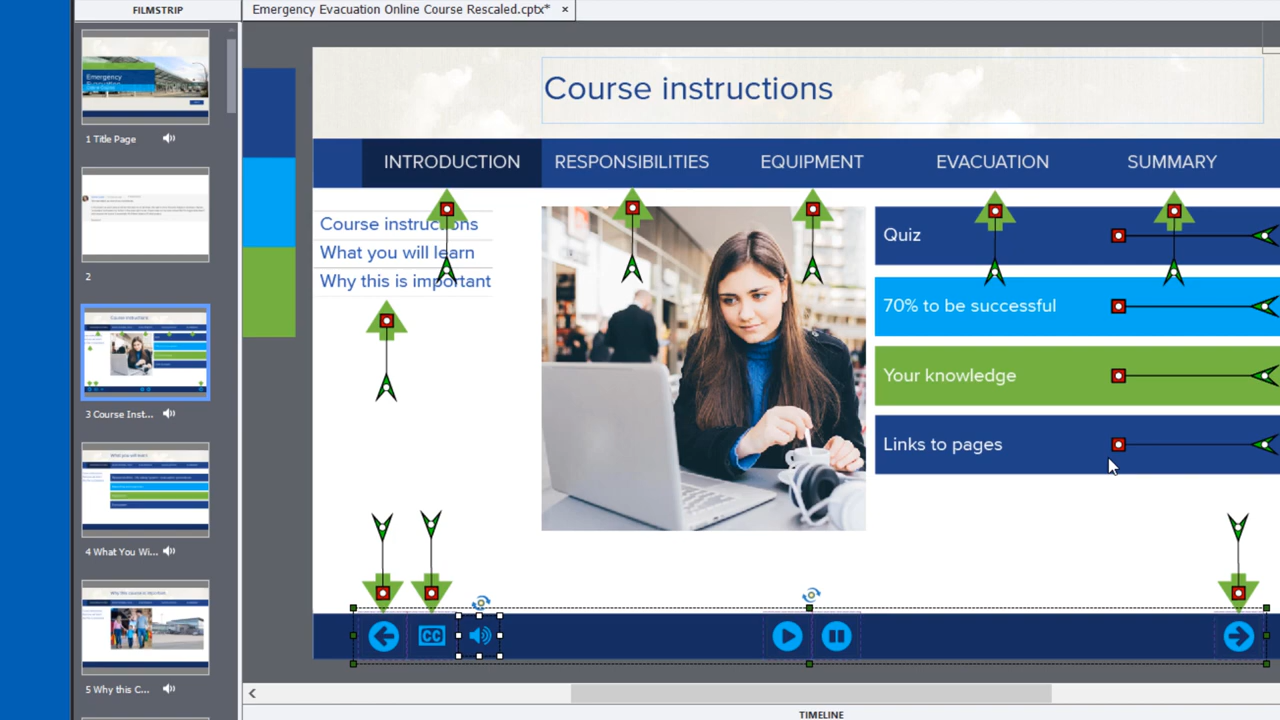 FILMSTRIP
Emergency Evacuation Online Course Rescaled.cptx* ×
Emergency
1 Title Page
2
3 Course Inst...
4 What You Wi...
5 Why this C...
Course instructions
INTRODUCTION RESPONSIBILITIES EQUIPMENT EVACUATION SUMMARY
Course instructions
What you will learn
Why this is important
Quiz
70% to be successful
Your knowledge
Links to pages
CC
TIMELINE